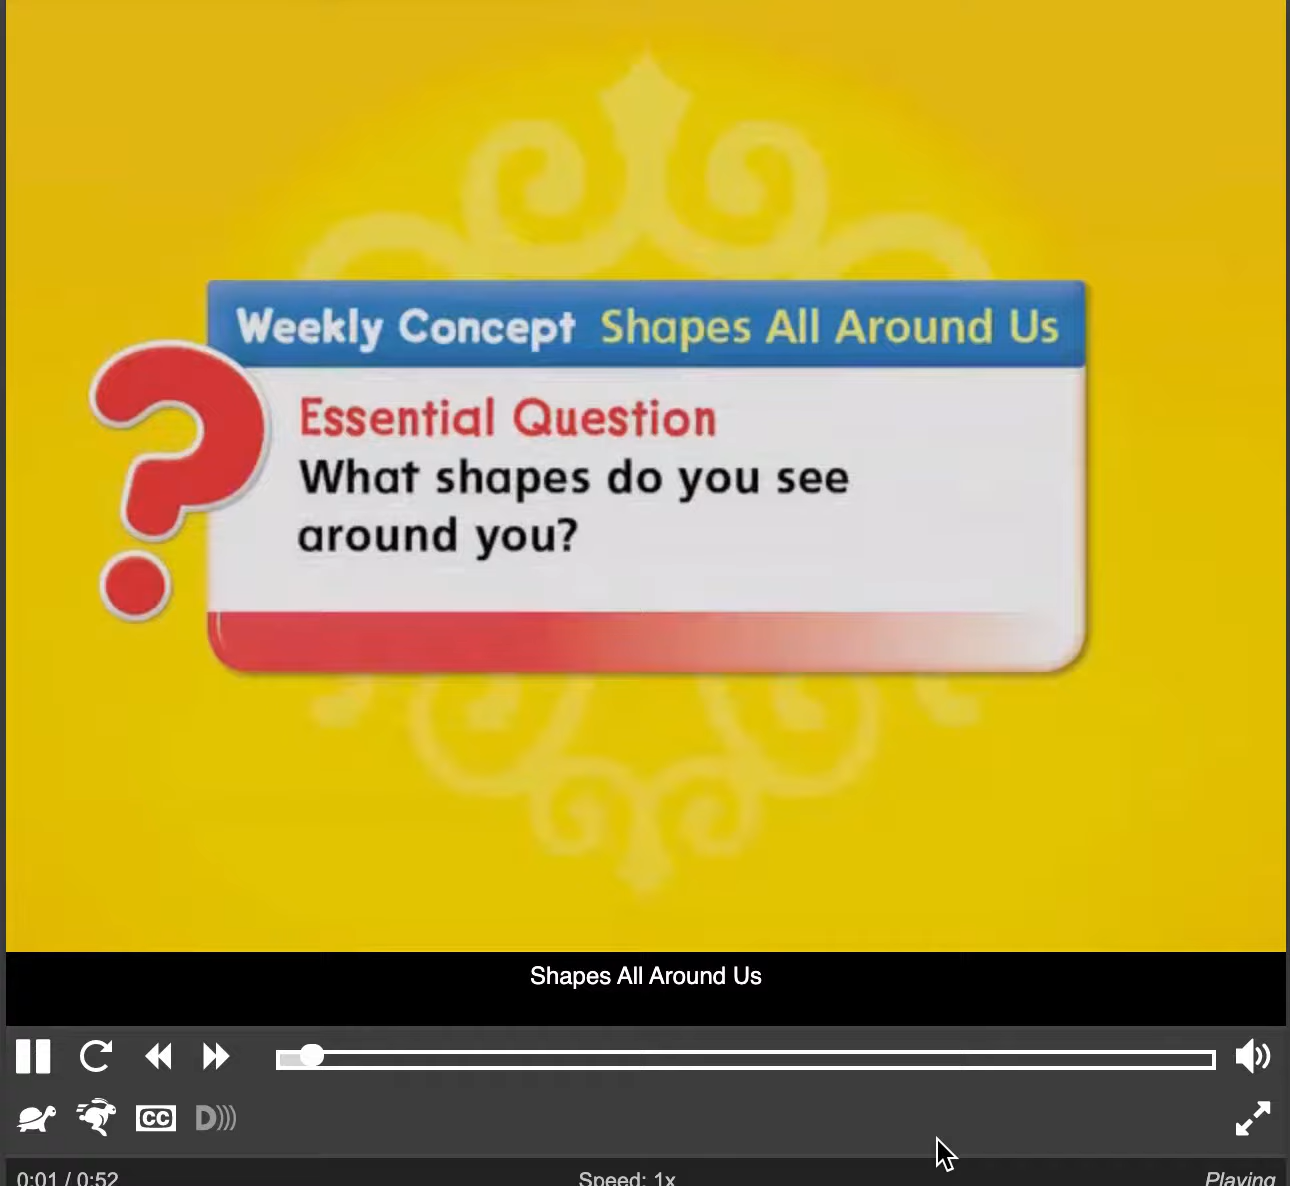 Weekly Concept Shapes All Around Us
Essential Question
What shapes do you see
around you?
Shapes All Around Us
CC D
0:01 / 0:52 Speed: 1x Playing